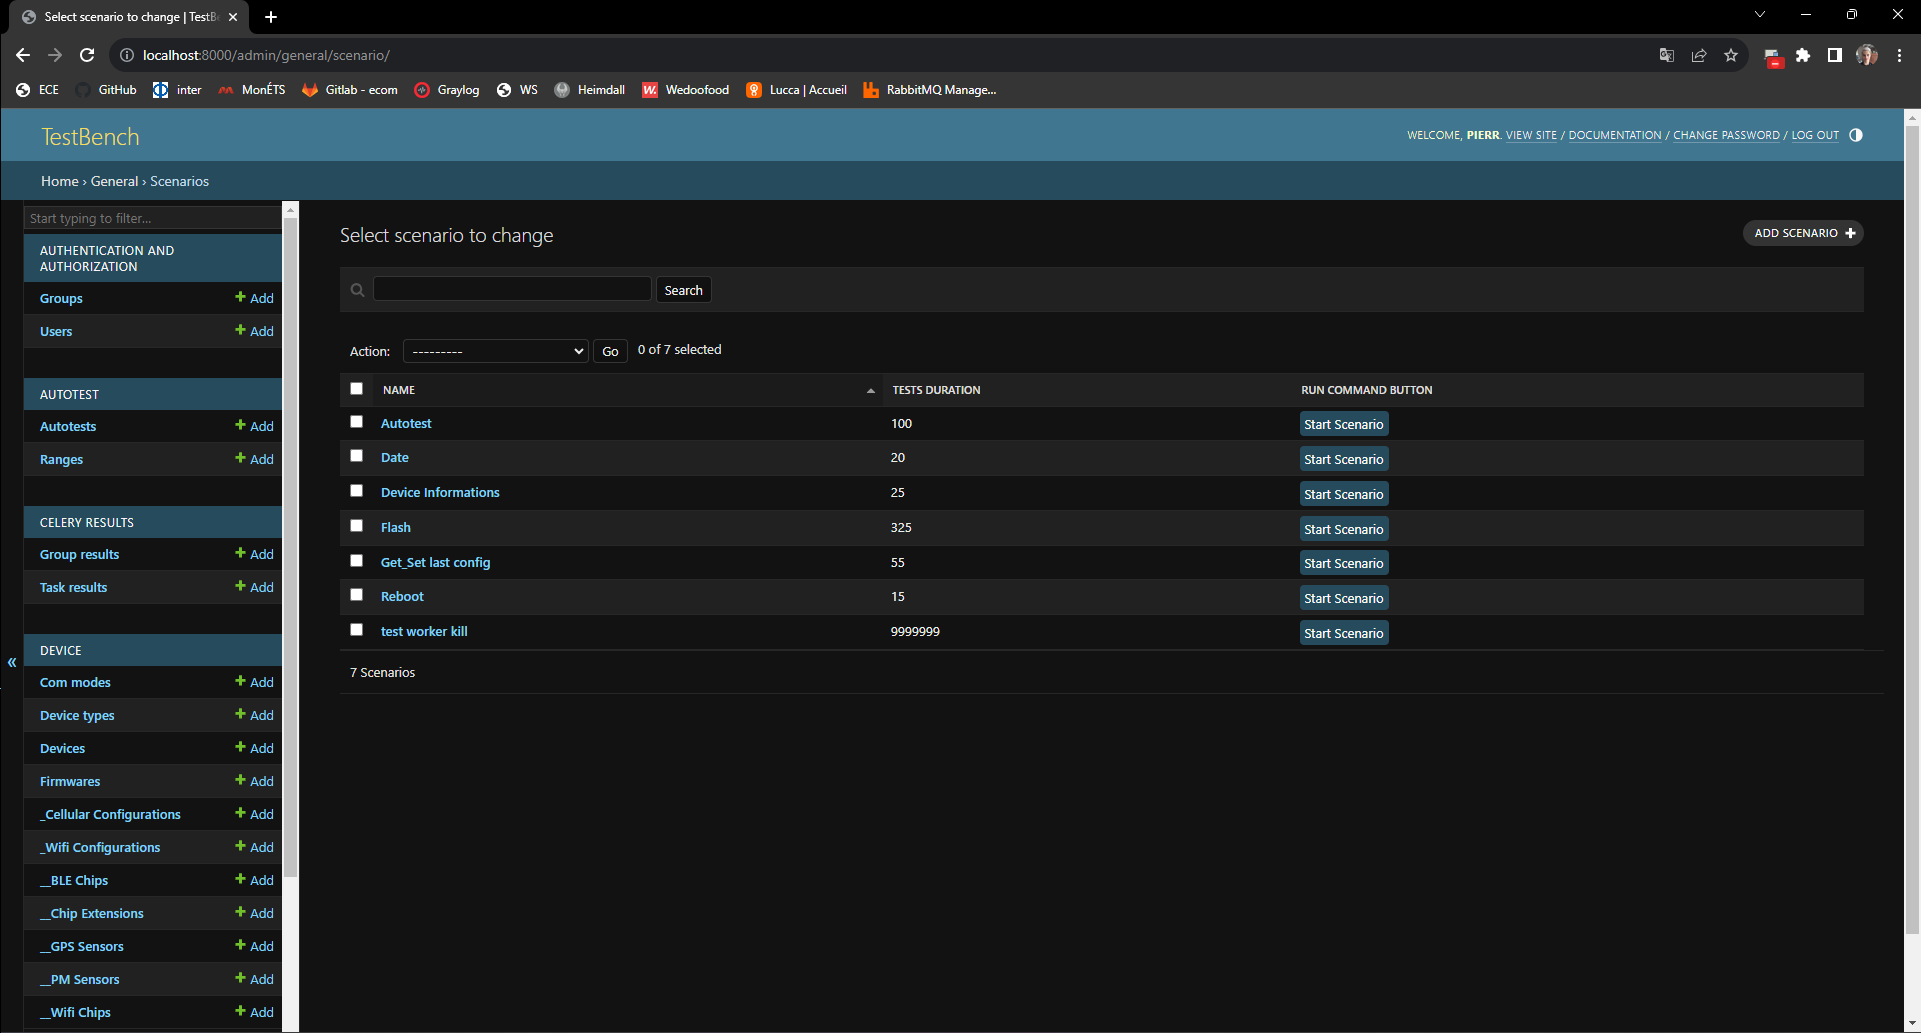 Select scenario to change | TestB
localhost:8000/admin/general/scenario/
ECE GitHub inter MonÉTS Gitlab - ecom Graylog WS Heimdall Wedoofood Lucca | Accueil RabbitMQ Manage...
TestBench
WELCOME, PIERR. VIEW SITE / DOCUMENTATION / CHANGE PASSWORD / LOG OUT
Home › General › Scenarios
Start typing to filter...
AUTHENTICATION AND
AUTHORIZATION
Groups Add
Users Add
AUTOTEST
Autotests Add
Ranges Add
CELERY RESULTS
Group results Add
Task results Add
DEVICE
«
Com modes Add
Device types Add
Devices Add
Firmwares Add
_Cellular Configurations Add
_Wifi Configurations Add
__BLE Chips Add
__Chip Extensions Add
__GPS Sensors Add
__PM Sensors Add
__Wifi Chips Add
Select scenario to change
ADD SCENARIO
Search
Action: --------- Go 0 of 7 selected
NAME TESTS DURATION RUN COMMAND BUTTON
Autotest 100 Start Scenario
Date 20 Start Scenario
Device Informations 25 Start Scenario
Flash 325 Start Scenario
Get_Set last config 55 Start Scenario
Reboot 15 Start Scenario
test worker kill 9999999 Start Scenario
7 Scenarios